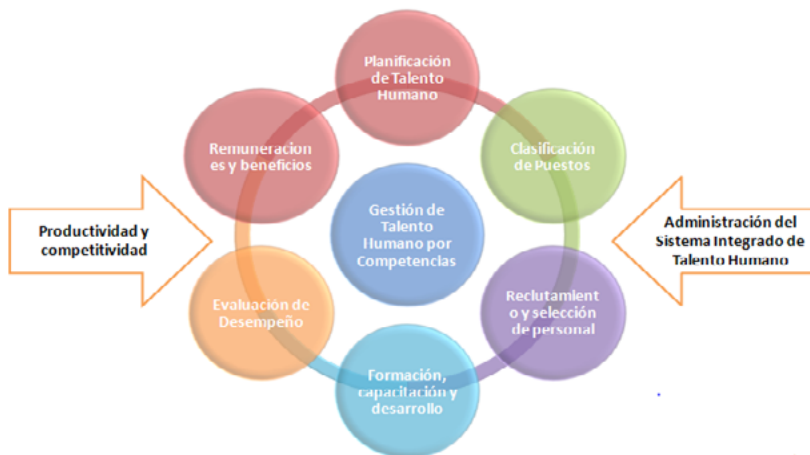 Planificación
de Talento
Humano
Remuneracion
es y beneficios
Clasificación
de Puestos
Gestión de
Talento
Humano por
Competencias
Productividad y
competitividad
Administración del
Sistema Integrado de
Talento Humano
Evaluación de
Desempeño
Reclutamient
o y selección
de personal
Formación,
capacitación y
desarrollo